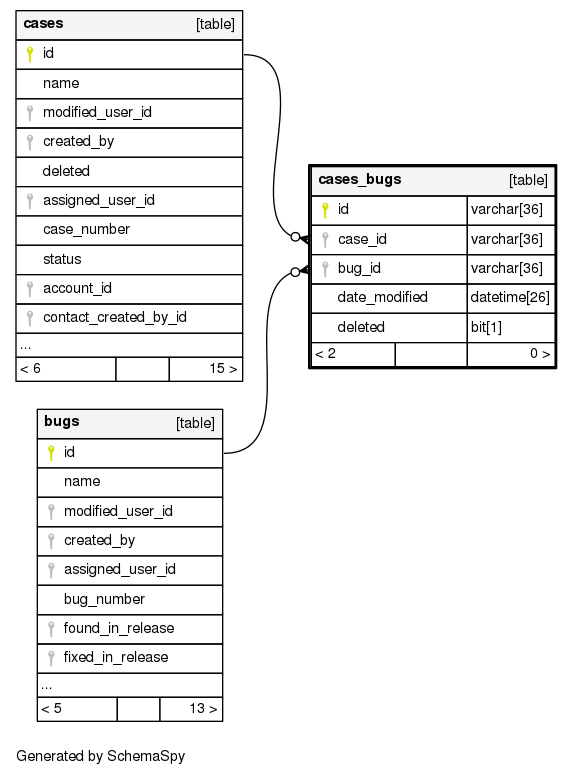 cases [table]
id
name
modified_user_id
created_by
deleted
assigned_user_id
case_number
status
account_id
contact_created_by_id
...
< 6 15 >
cases_bugs [table]
id varchar[36]
case_id varchar[36]
bug_id varchar[36]
date_modified datetime[26]
deleted bit[1]
< 2 0 >
bugs [table]
id
name
modified_user_id
created_by
assigned_user_id
bug_number
found_in_release
fixed_in_release
...
< 5 13 >
Generated by SchemaSpy